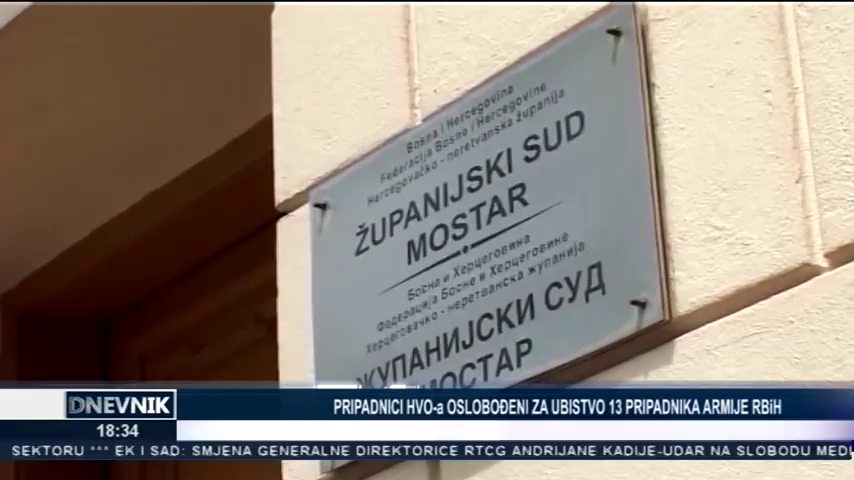 Bosna i Hercegovina
Federacija Bosne i Hercegovine
Hercegovačko - neretvanska županija
ŽUPANIJSKI SUD
MOSTAR
Босна и Херцеговина
Федерација Босне и Херцеговине
Херцеговачко - неретванска жупанија
ЖУПАНИЈСКИ СУД
МОСТАР
DNEVNIK
PRIPADNICI HVO-a OSLOBOĐENI ZA UBISTVO 13 PRIPADNIKA ARMIJE RBiH
18:34
SEKTORU *** EK I SAD: SMJENA GENERALNE DIREKTORICE RTCG ANDRIJANE KADIJE-UDAR NA SLOBODU MEDI